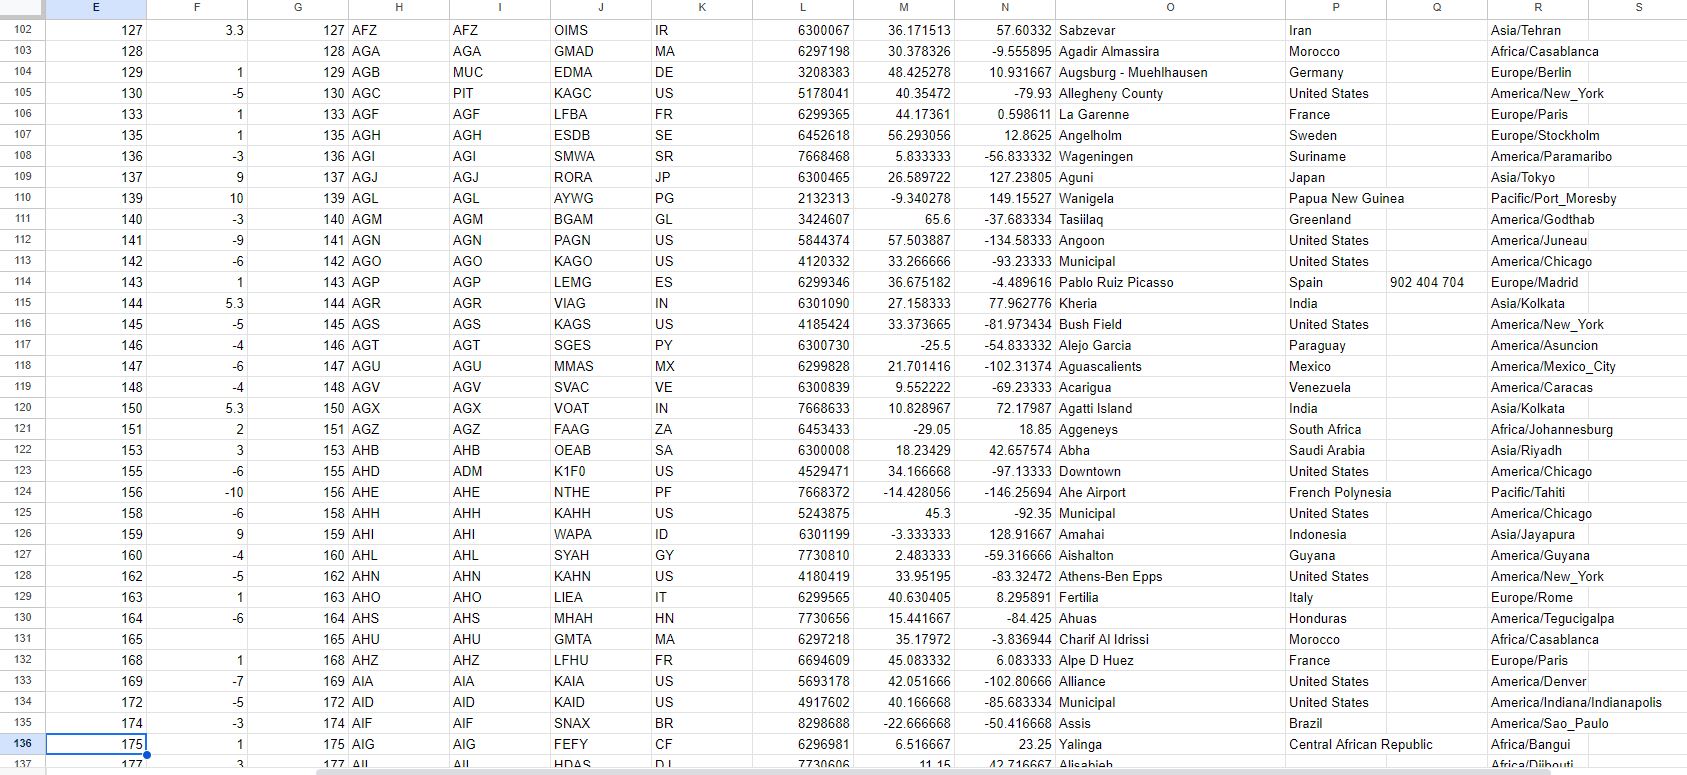 E F G H I J K L M N O P Q R S
102 127 3.3 127 AFZ AFZ OIMS IR 6300067 36.171513 57.60332 Sabzevar Iran Asia/Tehran
103 128 128 AGA AGA GMAD MA 6297198 30.378326 -9.555895 Agadir Almassira Morocco Africa/Casablanca
104 129 1 129 AGB MUC EDMA DE 3208383 48.425278 10.931667 Augsburg - Muehlhausen Germany Europe/Berlin
105 130 -5 130 AGC PIT KAGC US 5178041 40.35472 -79.93 Allegheny County United States America/New_York
106 133 1 133 AGF AGF LFBA FR 6299365 44.17361 0.598611 La Garenne France Europe/Paris
107 135 1 135 AGH AGH ESDB SE 6452618 56.293056 12.8625 Angelholm Sweden Europe/Stockholm
108 136 -3 136 AGI AGI SMWA SR 7668468 5.833333 -56.833332 Wageningen Suriname America/Paramaribo
109 137 9 137 AGJ AGJ RORA JP 6300465 26.589722 127.23805 Aguni Japan Asia/Tokyo
110 139 10 139 AGL AGL AYWG PG 2132313 -9.340278 149.15527 Wanigela Papua New Guinea Pacific/Port_Moresby
111 140 -3 140 AGM AGM BGAM GL 3424607 65.6 -37.683334 Tasiilaq Greenland America/Godthab
112 141 -9 141 AGN AGN PAGN US 5844374 57.503887 -134.58333 Angoon United States America/Juneau
113 142 -6 142 AGO AGO KAGO US 4120332 33.266666 -93.23333 Municipal United States America/Chicago
114 143 1 143 AGP AGP LEMG ES 6299346 36.675182 -4.489616 Pablo Ruiz Picasso Spain 902 404 704 Europe/Madrid
115 144 5.3 144 AGR AGR VIAG IN 6301090 27.158333 77.962776 Kheria India Asia/Kolkata
116 145 -5 145 AGS AGS KAGS US 4185424 33.373665 -81.973434 Bush Field United States America/New_York
117 146 -4 146 AGT AGT SGES PY 6300730 -25.5 -54.833332 Alejo Garcia Paraguay America/Asuncion
118 147 -6 147 AGU AGU MMAS MX 6299828 21.701416 -102.31374 Aguascalients Mexico America/Mexico_City
119 148 -4 148 AGV AGV SVAC VE 6300839 9.552222 -69.23333 Acarigua Venezuela America/Caracas
120 150 5.3 150 AGX AGX VOAT IN 7668633 10.828967 72.17987 Agatti Island India Asia/Kolkata
121 151 2 151 AGZ AGZ FAAG ZA 6453433 -29.05 18.85 Aggeneys South Africa Africa/Johannesburg
122 153 3 153 AHB AHB OEAB SA 6300008 18.23429 42.657574 Abha Saudi Arabia Asia/Riyadh
123 155 -6 155 AHD ADM K1F0 US 4529471 34.166668 -97.13333 Downtown United States America/Chicago
124 156 -10 156 AHE AHE NTHE PF 7668372 -14.428056 -146.25694 Ahe Airport French Polynesia Pacific/Tahiti
125 158 -6 158 AHH AHH KAHH US 5243875 45.3 -92.35 Municipal United States America/Chicago
126 159 9 159 AHI AHI WAPA ID 6301199 -3.333333 128.91667 Amahai Indonesia Asia/Jayapura
127 160 -4 160 AHL AHL SYAH GY 7730810 2.483333 -59.316666 Aishalton Guyana America/Guyana
128 162 -5 162 AHN AHN KAHN US 4180419 33.95195 -83.32472 Athens-Ben Epps United States America/New_York
129 163 1 163 AHO AHO LIEA IT 6299565 40.630405 8.295891 Fertilia Italy Europe/Rome
130 164 -6 164 AHS AHS MHAH HN 7730656 15.441667 -84.425 Ahuas Honduras America/Tegucigalpa
131 165 165 AHU AHU GMTA MA 6297218 35.17972 -3.836944 Charif Al Idrissi Morocco Africa/Casablanca
132 168 1 168 AHZ AHZ LFHU FR 6694609 45.083332 6.083333 Alpe D Huez France Europe/Paris
133 169 -7 169 AIA AIA KAIA US 5693178 42.051666 -102.80666 Alliance United States America/Denver
134 172 -5 172 AID AID KAID US 4917602 40.166668 -85.683334 Municipal United States America/Indiana/Indianapolis
135 174 -3 174 AIF AIF SNAX BR 8298688 -22.666668 -50.416668 Assis Brazil America/Sao_Paulo
136 175 1 175 AIG AIG FEFY CF 6296981 6.516667 23.25 Yalinga Central African Republic Africa/Bangui
137 177 3 177 AII AII HDAS DJ 7730606 11.15 42.716667 Alisabieh Africa/Djibouti